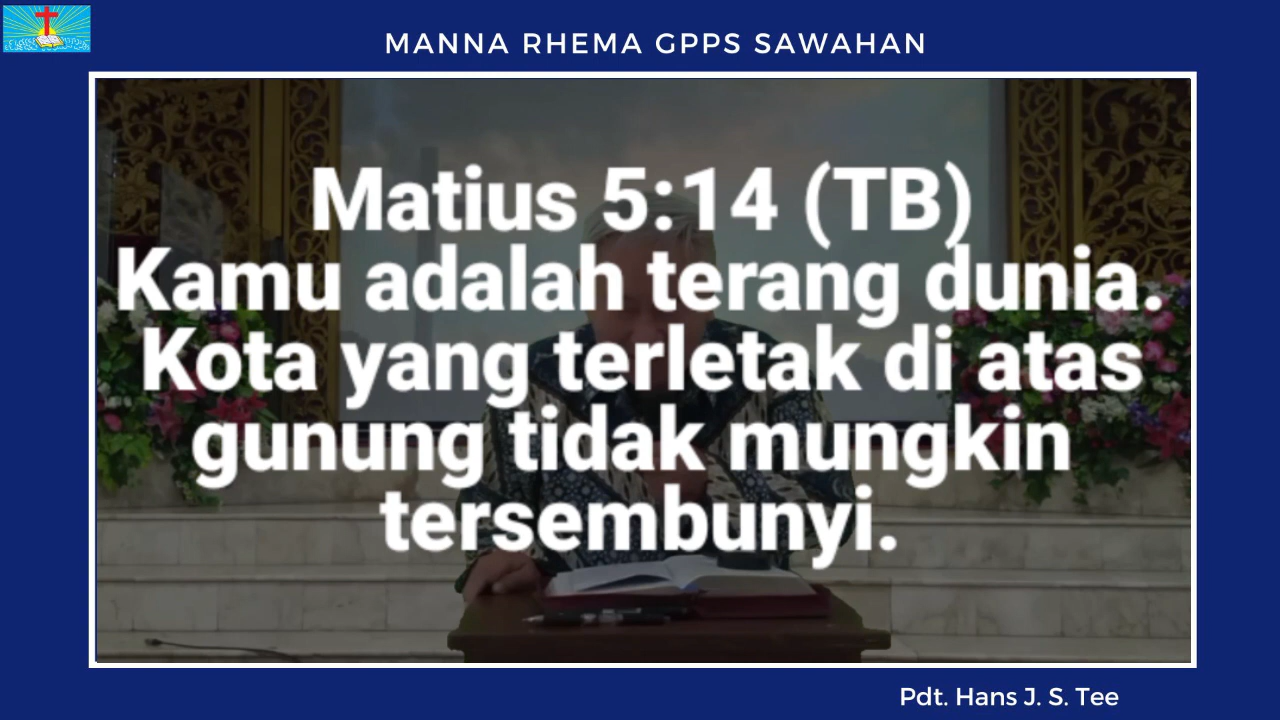 MANNA RHEMA GPPS SAWAHAN
Matius 5:14 (TB)
Kamu adalah terang dunia.
Kota yang terletak di atas
gunung tidak mungkin
tersembunyi.
Pdt. Hans J. S. Tee